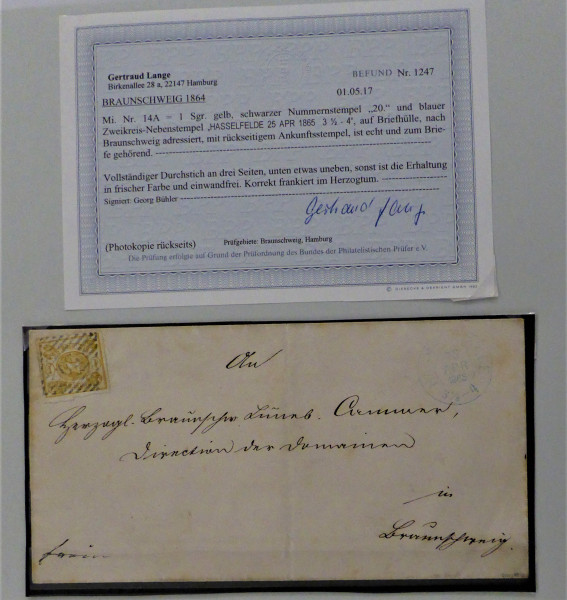 Gertraud Lange
Birkenallee 28 a, 22147 Hamburg
BEFUND Nr. 1247
BRAUNSCHWEIG 1864
01.05.17
Mi. Nr. 14A = 1 Sgr. gelb, schwarzer Nummernstempel „20.“ und blauer
Zweikreis-Nebenstempel „HASSELFELDE 25 APR 1865 3 ½ - 4“, auf Briefhülle, nach
Braunschweig adressiert, mit rückseitigem Ankunftsstempel, ist echt und zum Brie-
fe gehörend.
Vollständiger Durchstich an drei Seiten, unten etwas uneben, sonst ist die Erhaltung
in frischer Farbe und einwandfrei. Korrekt frankiert im Herzogtum.
Signiert: Georg Bühler
(Photokopie rückseits)
Prüfgebiete: Braunschweig, Hamburg
Die Prüfung erfolgte auf Grund der Prüfordnung des Bundes der Philatelistischen Prüfer e.V.
An
Herzogl. Braunschw Lüneb. Cammer,
Direction der Domainen
in
Braunschweig.